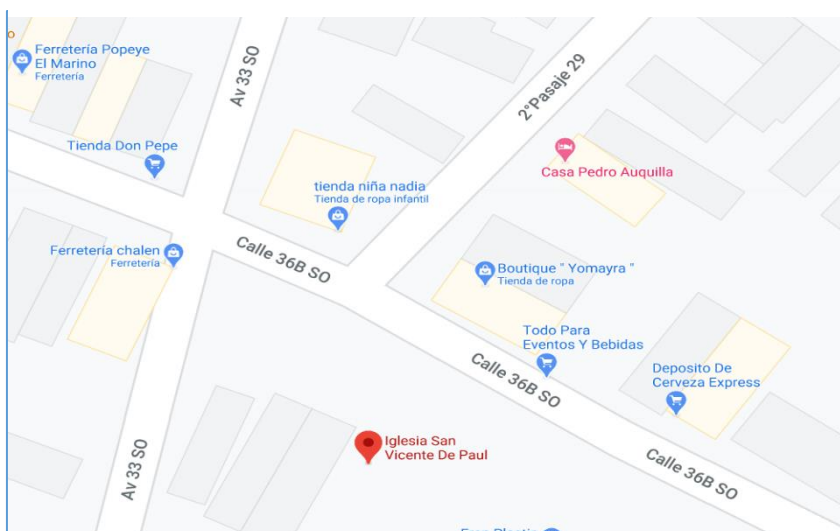 o
Ferretería Popeye
El Marino
Ferretería
Av 33 SO
2° Pasaje 29
Tienda Don Pepe
Casa Pedro Auquilla
tienda niña nadia
Tienda de ropa infantil
Ferretería chalen
Ferretería
Calle 36B SO
Boutique " Yomayra "
Tienda de ropa
Todo Para
Eventos Y Bebidas
Calle 36B SO
Deposito De
Cerveza Express
Iglesia San
Vicente De Paul
Av 33 SO
Calle 36B SO